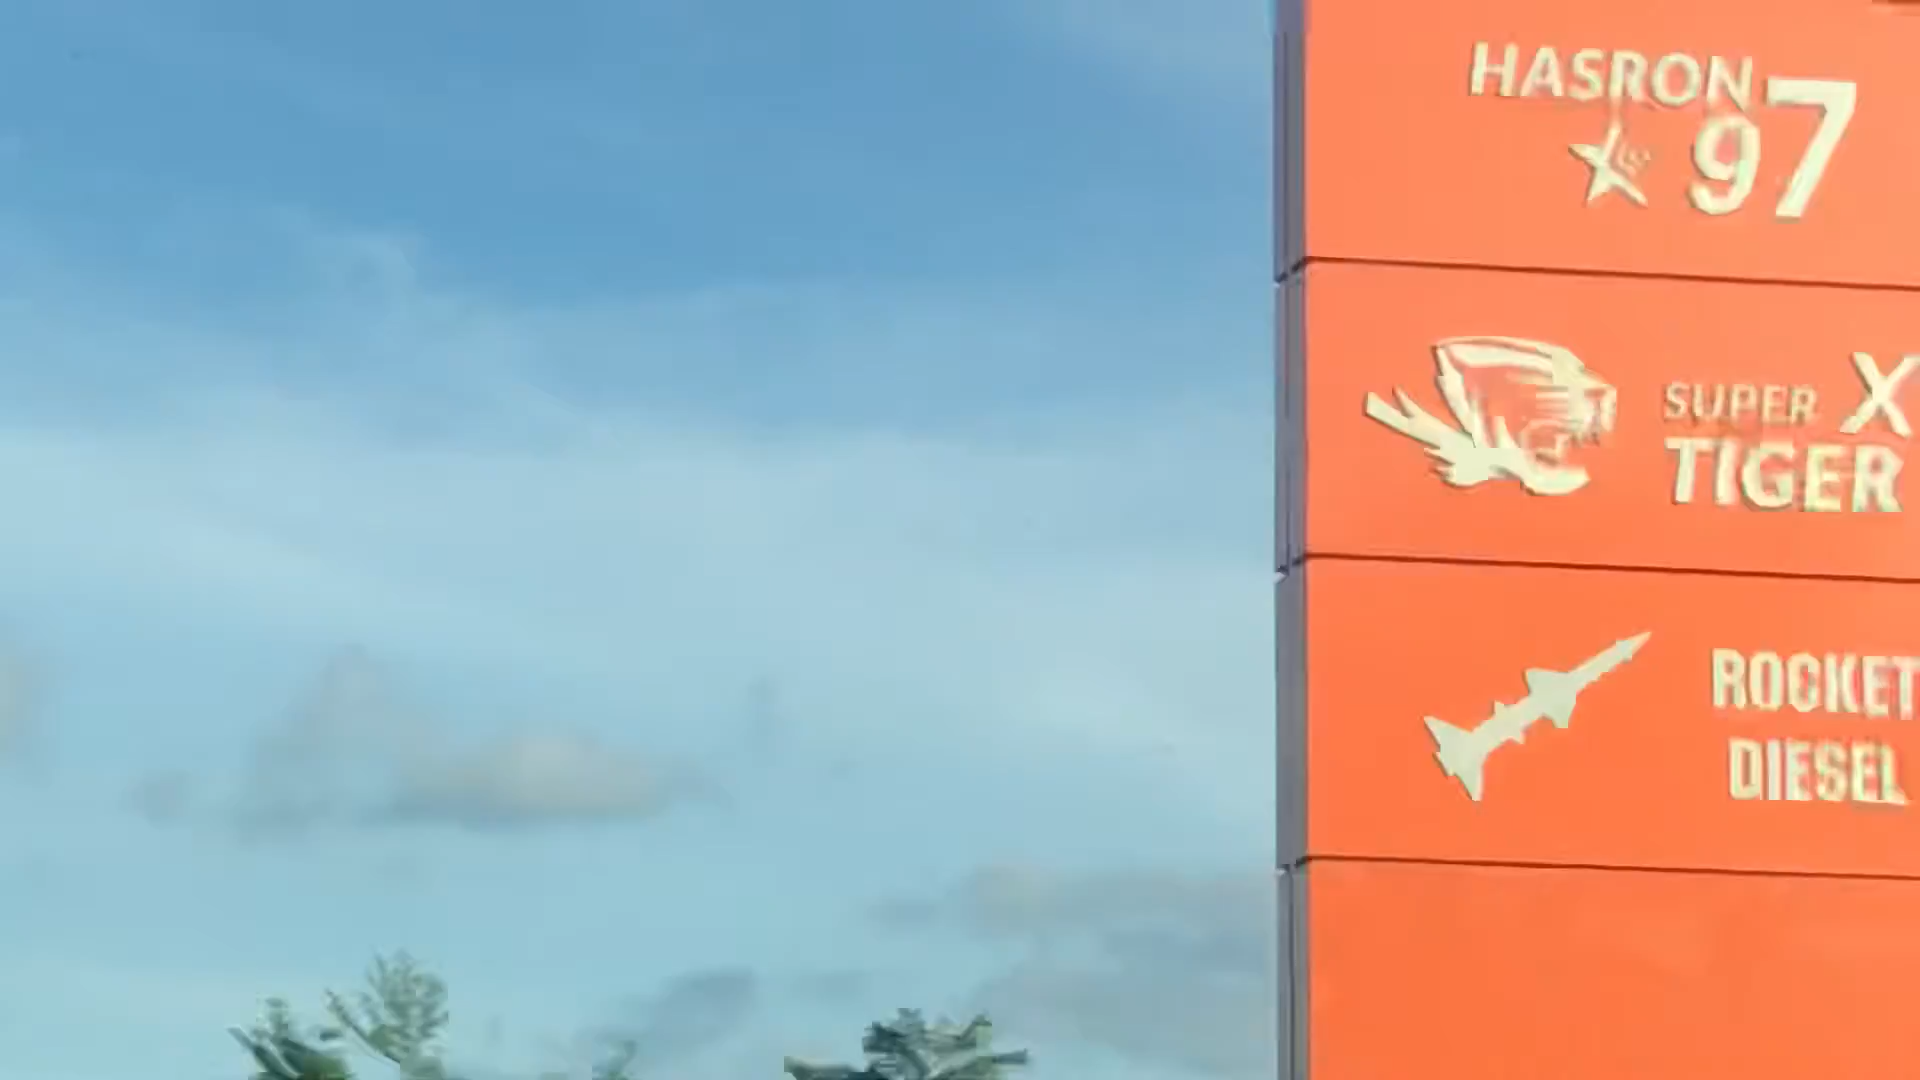 HASRON
97
SUPER X
TIGER
ROCKET
DIESEL